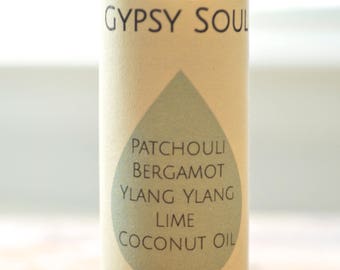 Gypsy Soul
Patchouli
Bergamot
Ylang Ylang
Lime
Coconut Oil